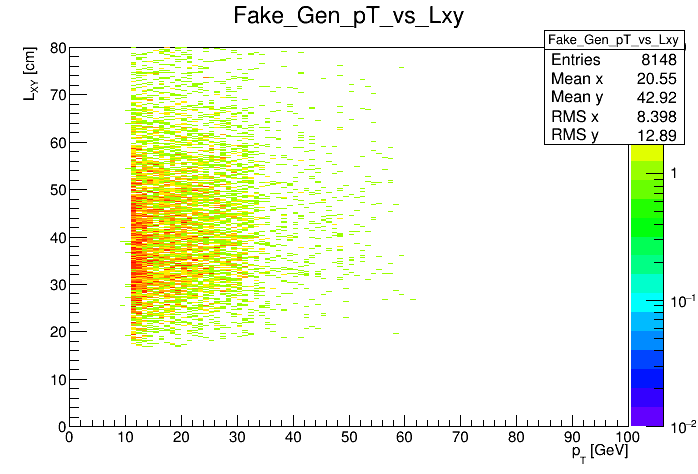 Fake_Gen_pT_vs_Lxy
Fake_Gen_pT_vs_Lxy
Entries 8148
Mean x 20.55
Mean y 42.92
RMS x 8.398
RMS y 12.89
L_XY [cm]
80
70
60
50
40
30
20
10
0
0 10 20 30 40 50 60 70 80 90 100
p_T [GeV]
1
10⁻¹
10⁻²